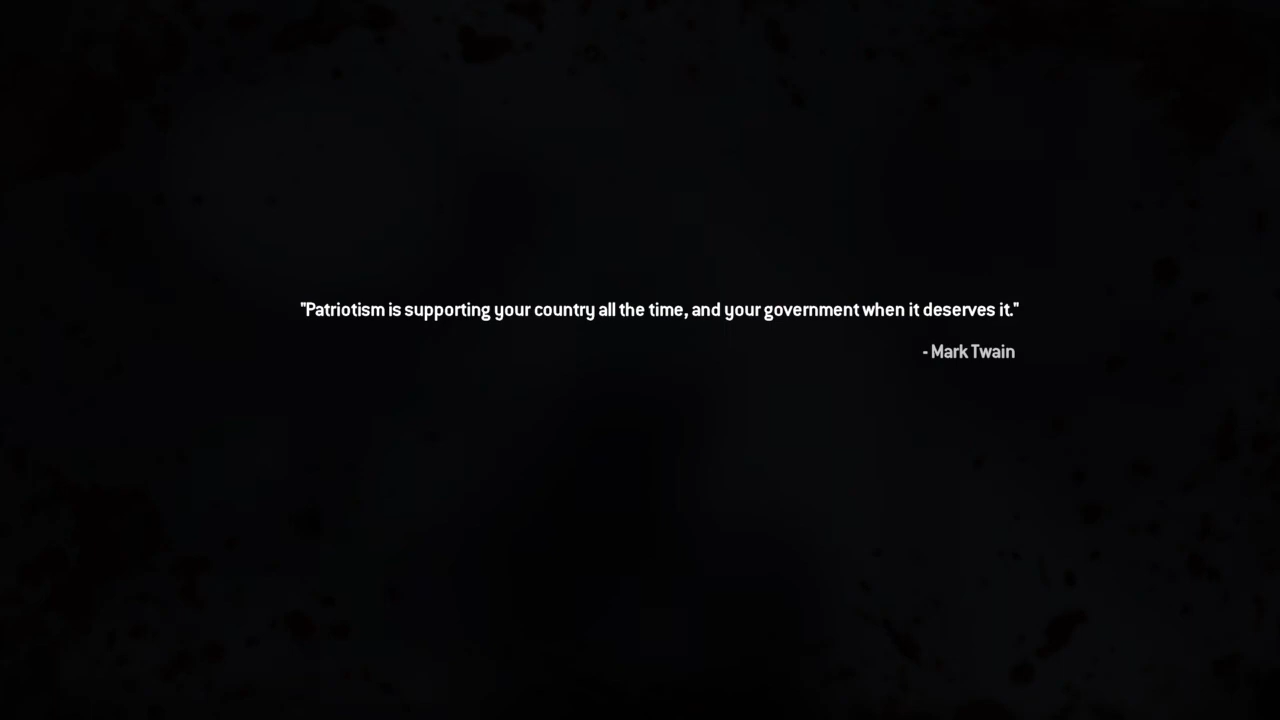 "Patriotism is supporting your country all the time, and your government when it deserves it."
- Mark Twain